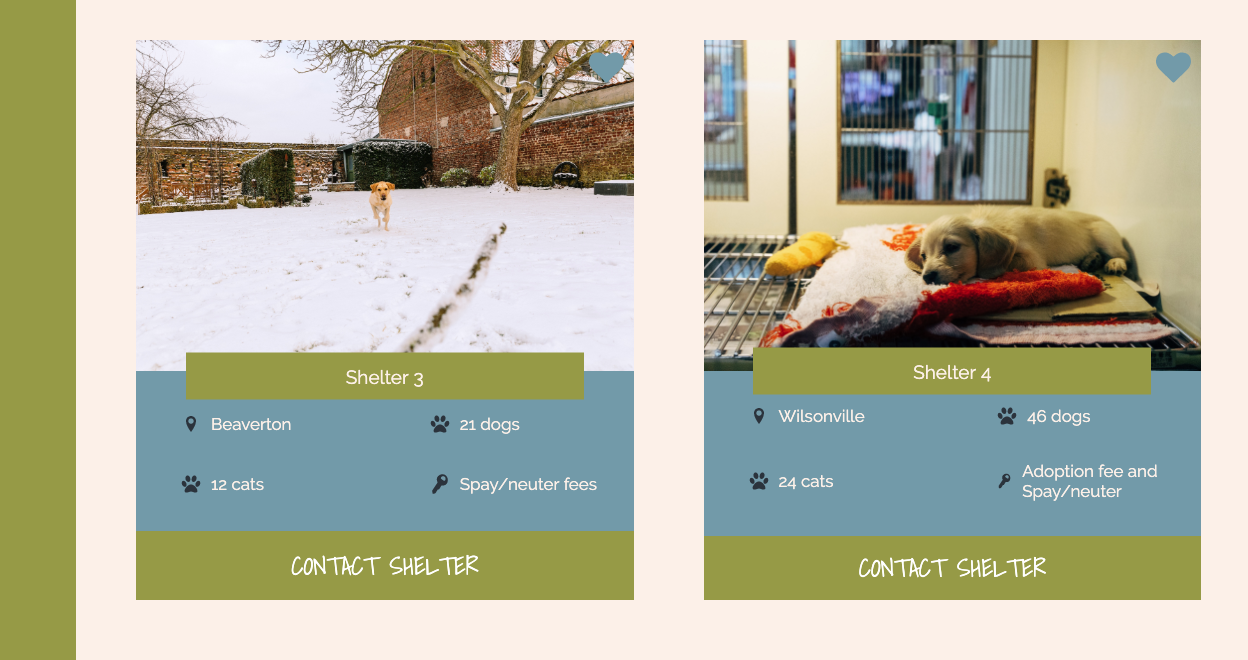 Shelter 3
Beaverton
21 dogs
12 cats
Spay/neuter fees
CONTACT SHELTER
Shelter 4
Wilsonville
46 dogs
24 cats
Adoption fee and
Spay/neuter
CONTACT SHELTER